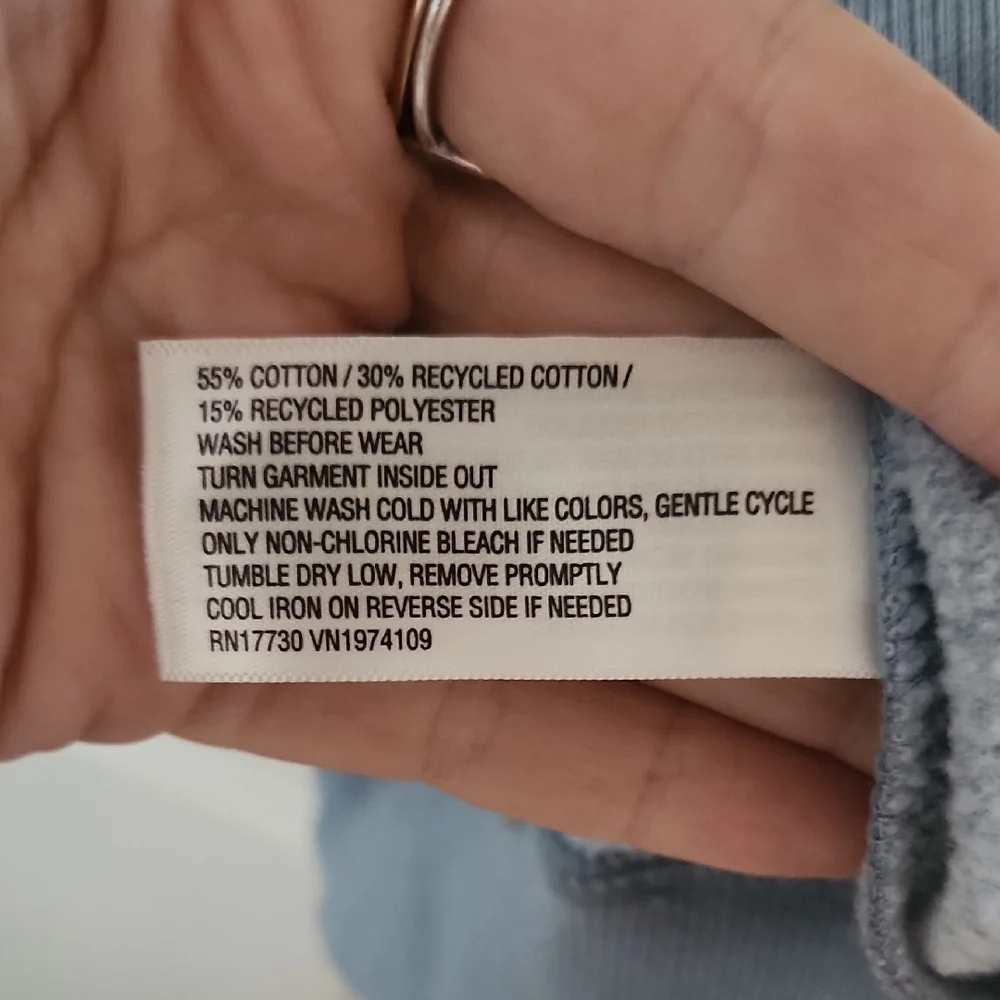 55% COTTON / 30% RECYCLED COTTON /
15% RECYCLED POLYESTER
WASH BEFORE WEAR
TURN GARMENT INSIDE OUT
MACHINE WASH COLD WITH LIKE COLORS, GENTLE CYCLE
ONLY NON-CHLORINE BLEACH IF NEEDED
TUMBLE DRY LOW, REMOVE PROMPTLY
COOL IRON ON REVERSE SIDE IF NEEDED
RN17730 VN1974109